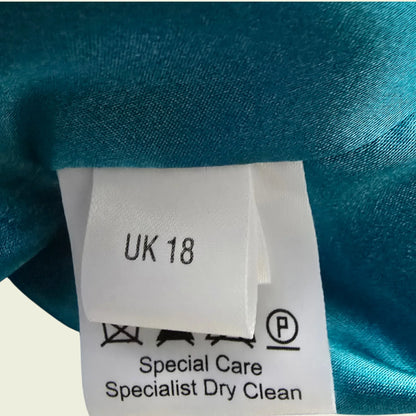 UK 18
P
Special Care
Specialist Dry Clean